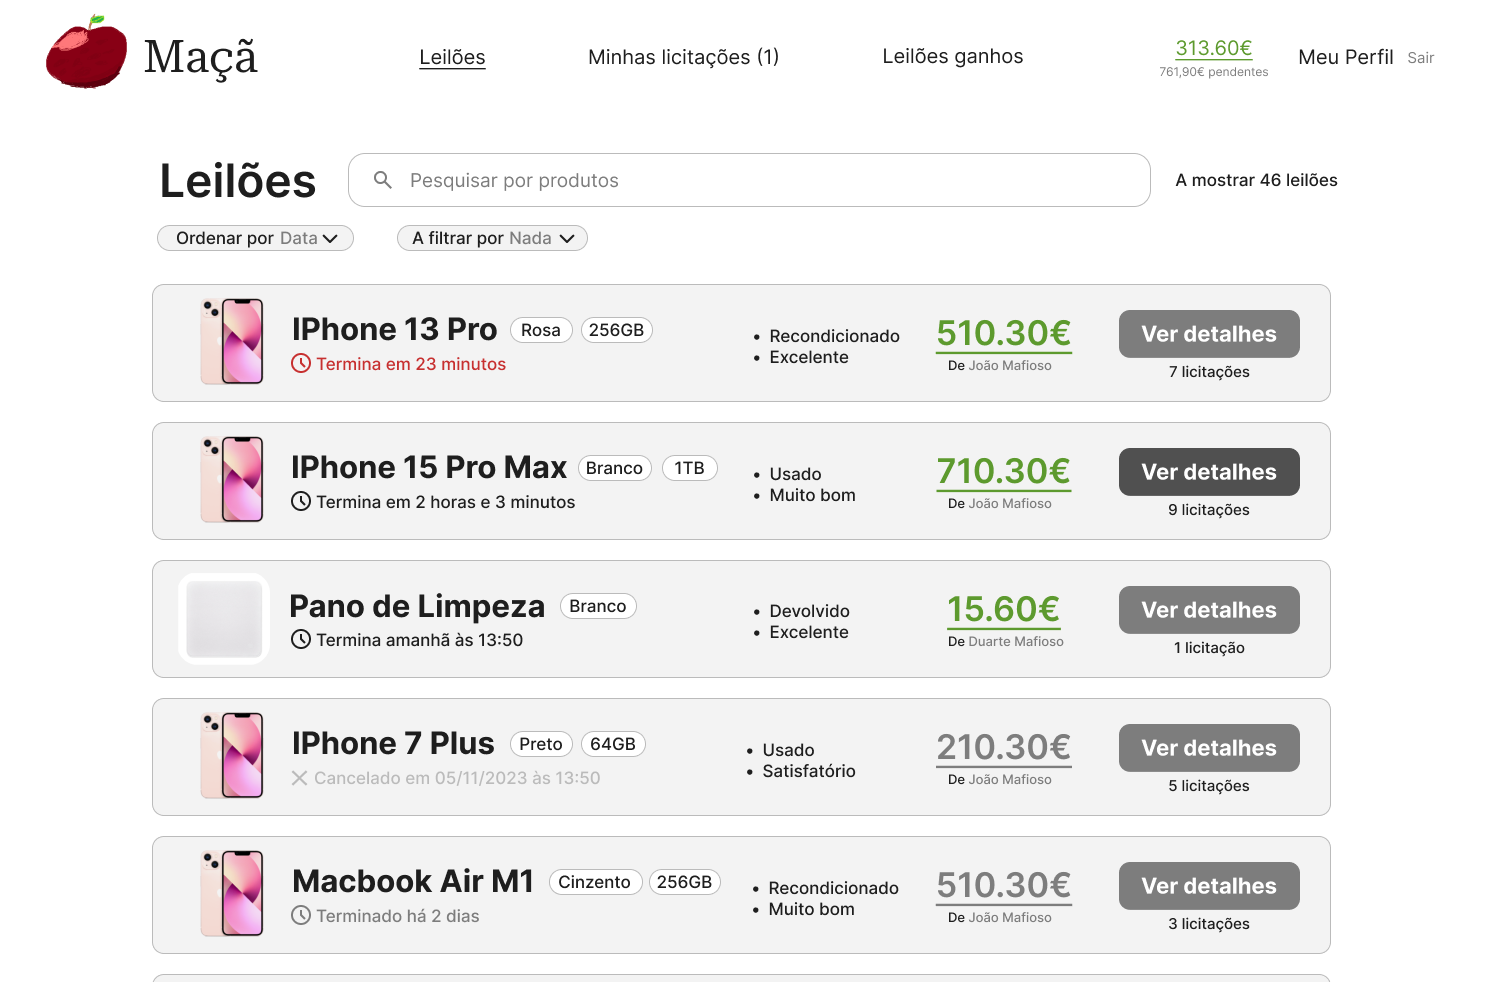 Maçã
Leilões
Minhas licitações (1)
Leilões ganhos
313.60€
761,90€ pendentes
Meu Perfil
Sair
Leilões
Pesquisar por produtos
A mostrar 46 leilões
Ordenar por Data
A filtrar por Nada
IPhone 13 Pro Rosa 256GB
Termina em 23 minutos
• Recondicionado
• Excelente
510.30€
De João Mafioso
Ver detalhes
7 licitações
IPhone 15 Pro Max Branco 1TB
Termina em 2 horas e 3 minutos
• Usado
• Muito bom
710.30€
De João Mafioso
Ver detalhes
9 licitações
Pano de Limpeza Branco
Termina amanhã às 13:50
• Devolvido
• Excelente
15.60€
De Duarte Mafioso
Ver detalhes
1 licitação
IPhone 7 Plus Preto 64GB
Cancelado em 05/11/2023 às 13:50
• Usado
• Satisfatório
210.30€
De João Mafioso
Ver detalhes
5 licitações
Macbook Air M1 Cinzento 256GB
Terminado há 2 dias
• Recondicionado
• Muito bom
510.30€
De João Mafioso
Ver detalhes
3 licitações